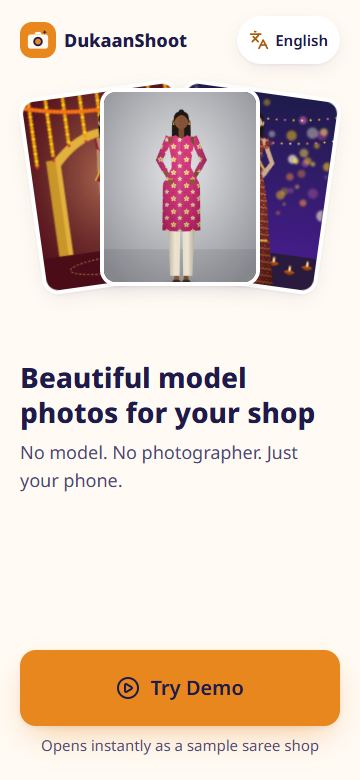 DukaanShoot
English
Beautiful model
photos for your shop
No model. No photographer. Just
your phone.
Try Demo
Opens instantly as a sample saree shop